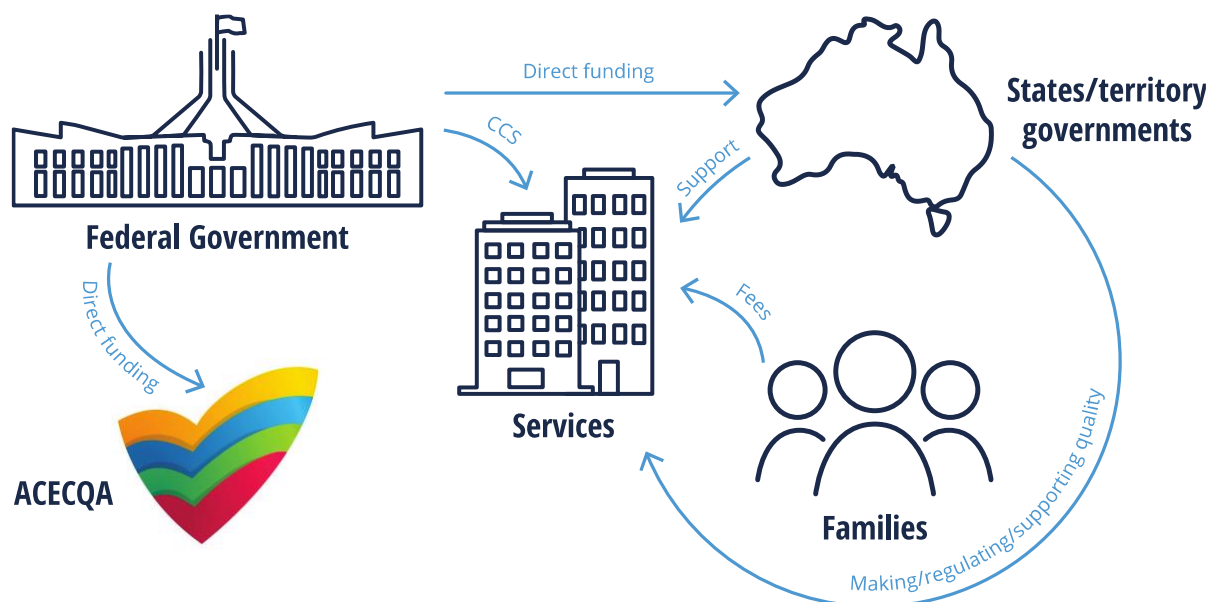 Direct funding
States/territory
governments
CCS
Support
Federal Government
Direct funding
Fees
Services
ACECQA
Families
Making/regulating/supporting quality